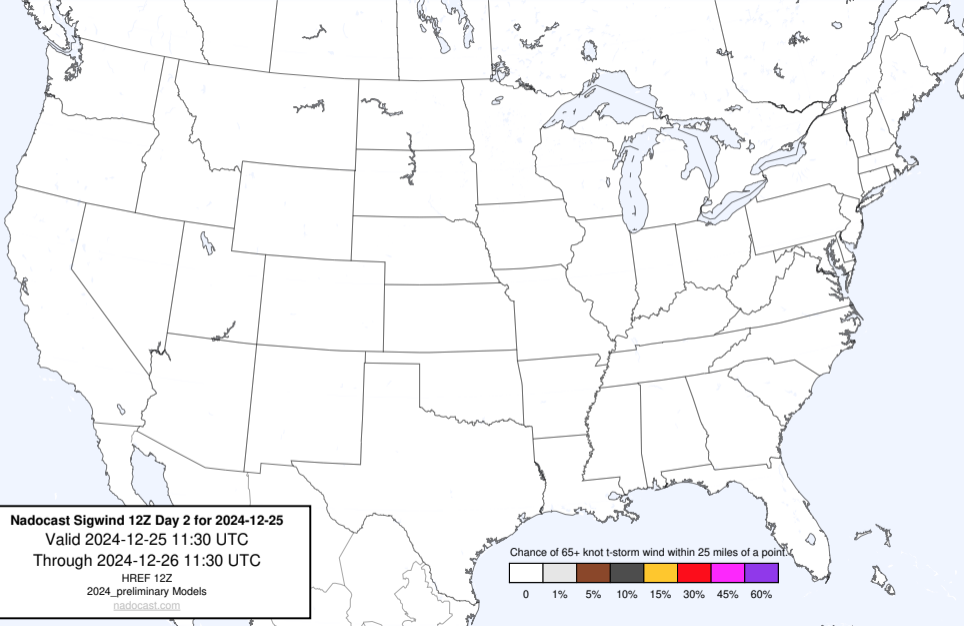 Nadocast Sigwind 12Z Day 2 for 2024-12-25
Valid 2024-12-25 11:30 UTC
Through 2024-12-26 11:30 UTC
HREF 12Z
2024_preliminary Models
nadocast.com
Chance of 65+ knot t-storm wind within 25 miles of a point.
0 1% 5% 10% 15% 30% 45% 60%